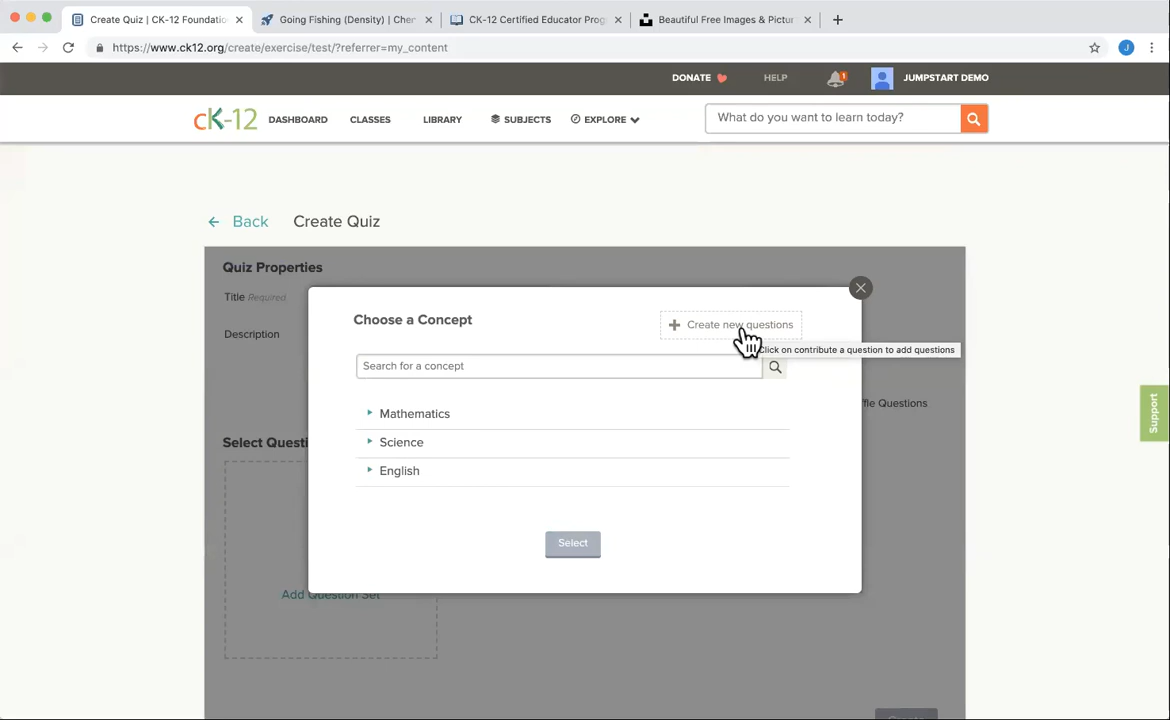 Create Quiz | CK-12 Foundation
Going Fishing (Density) | Chem
CK-12 Certified Educator Prog
Beautiful Free Images & Pictur
https://www.ck12.org/create/exercise/test/?referrer=my_content
J
DONATE
HELP
1
JUMPSTART DEMO
cK-12
DASHBOARD
CLASSES
LIBRARY
SUBJECTS
EXPLORE
What do you want to learn today?
Back
Create Quiz
Quiz Properties
Title Required
Description
Choose a Concept
Create new questions
Click on contribute a question to add questions
Search for a concept
Mathematics
Science
English
Select
fle Questions
Select Questi
Add Question Set
Support
Create